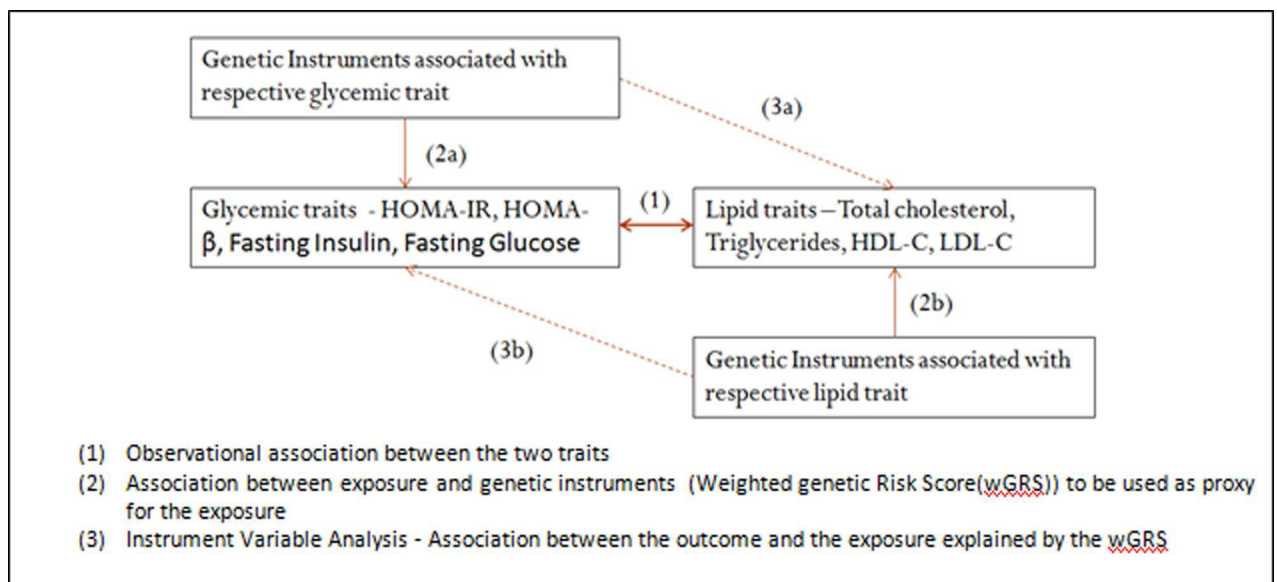 Genetic Instruments associated with
respective glycemic trait
(3a)
(2a)
Glycemic traits - HOMA-IR, HOMA-
β, Fasting Insulin, Fasting Glucose
(1)
Lipid traits – Total cholesterol,
Triglycerides, HDL-C, LDL-C
(2b)
(3b)
Genetic Instruments associated with
respective lipid trait
(1) Observational association between the two traits
(2) Association between exposure and genetic instruments (Weighted genetic Risk Score(wGRS)) to be used as proxy
for the exposure
(3) Instrument Variable Analysis - Association between the outcome and the exposure explained by the wGRS